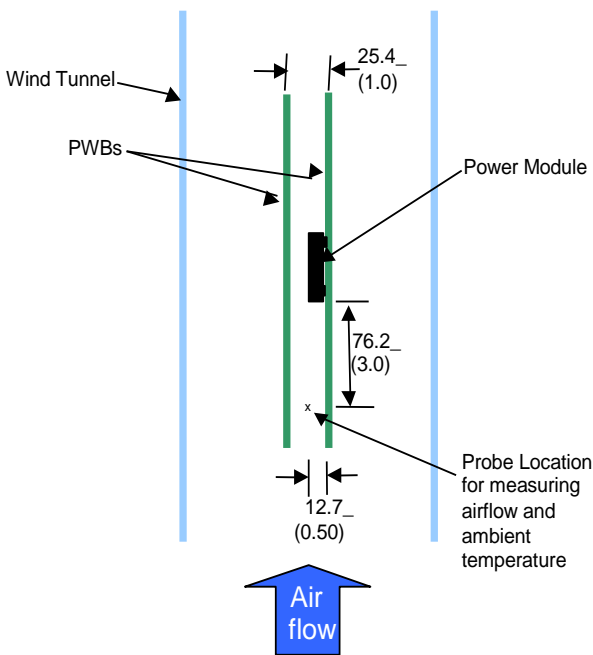 25.4_
(1.0)
Wind Tunnel
PWBs
Power Module
76.2_
(3.0)
x
Probe Location
for measuring
airflow and
ambient
temperature
12.7_
(0.50)
Air
flow